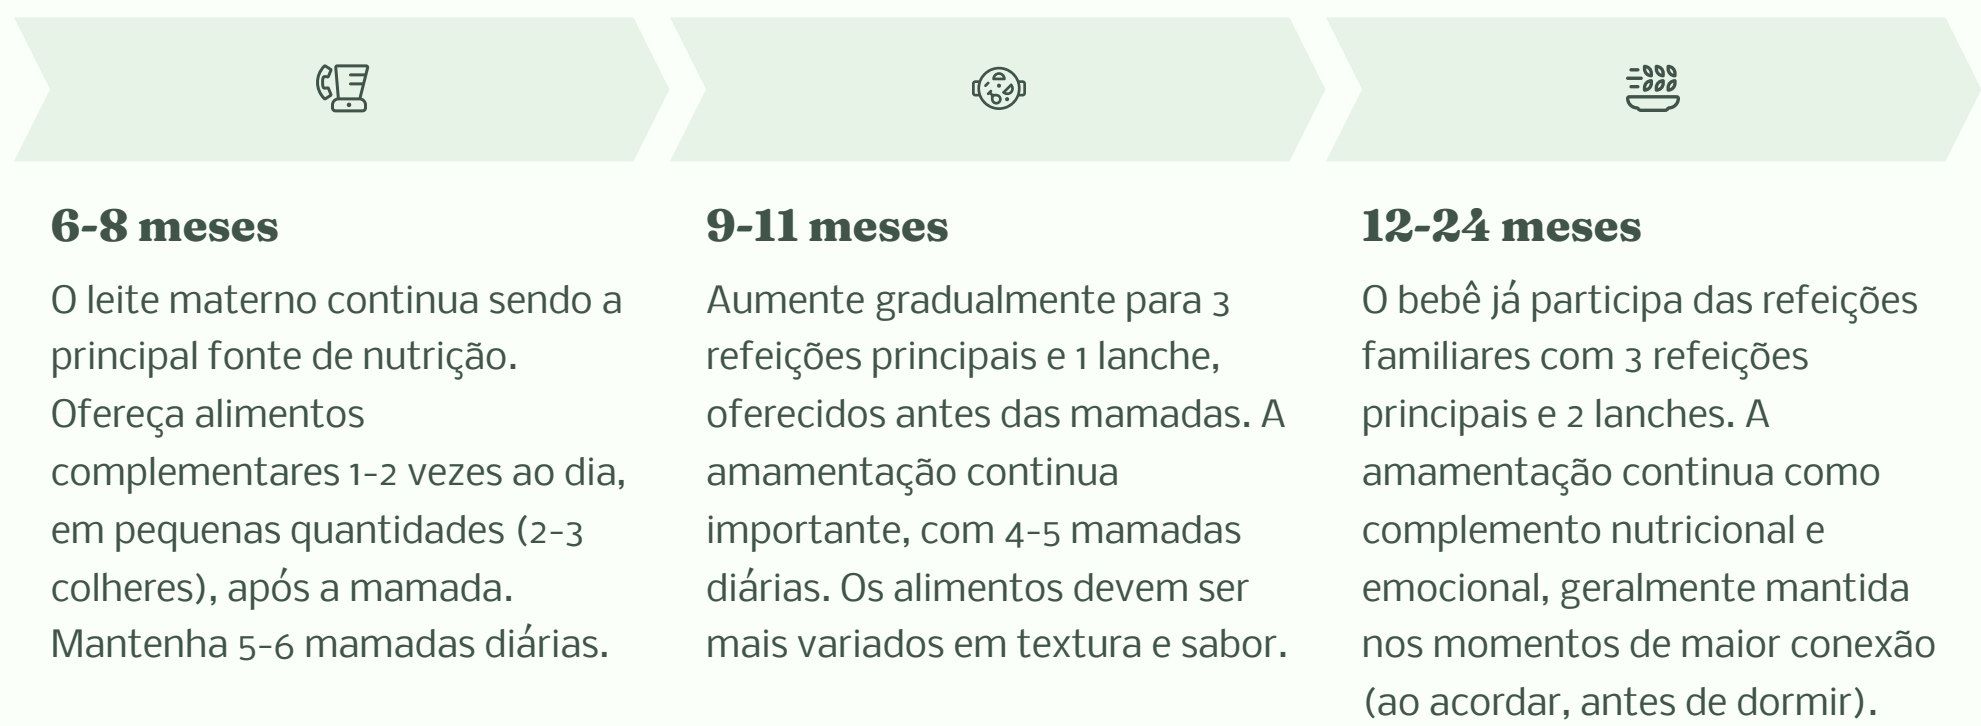 6-8 meses
O leite materno continua sendo a
principal fonte de nutrição.
Ofereça alimentos
complementares 1-2 vezes ao dia,
em pequenas quantidades (2-3
colheres), após a mamada.
Mantenha 5-6 mamadas diárias.
9-11 meses
Aumente gradualmente para 3
refeições principais e 1 lanche,
oferecidos antes das mamadas. A
amamentação continua
importante, com 4-5 mamadas
diárias. Os alimentos devem ser
mais variados em textura e sabor.
12-24 meses
O bebê já participa das refeições
familiares com 3 refeições
principais e 2 lanches. A
amamentação continua como
complemento nutricional e
emocional, geralmente mantida
nos momentos de maior conexão
(ao acordar, antes de dormir).